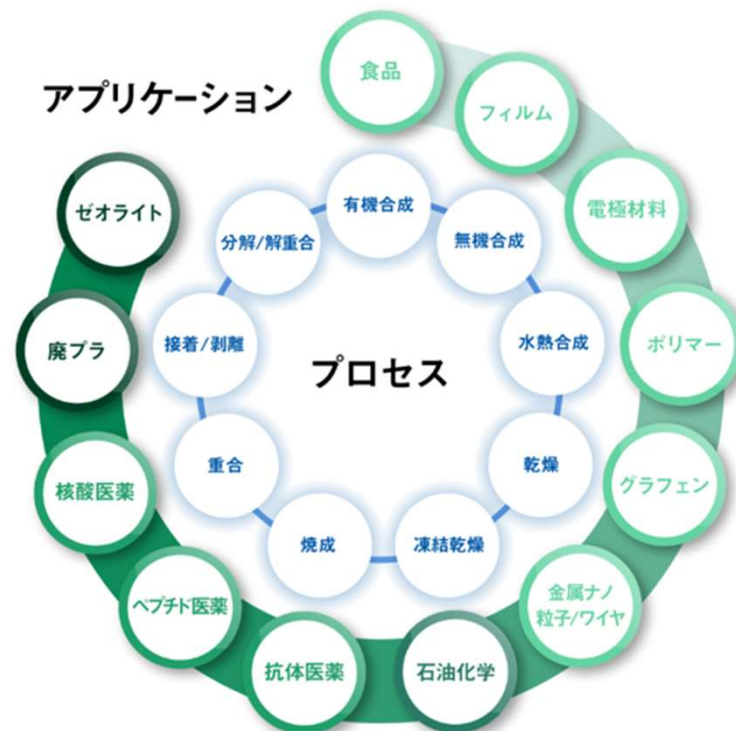 アプリケーション
食品
フィルム
電極材料
ポリマー
グラフェン
金属ナノ
粒子/ワイヤ
石油化学
抗体医薬
ペプチド医薬
核酸医薬
廃プラ
ゼオライト
プロセス
有機合成
無機合成
水熱合成
乾燥
凍結乾燥
焼成
重合
接着/剥離
分解/解重合